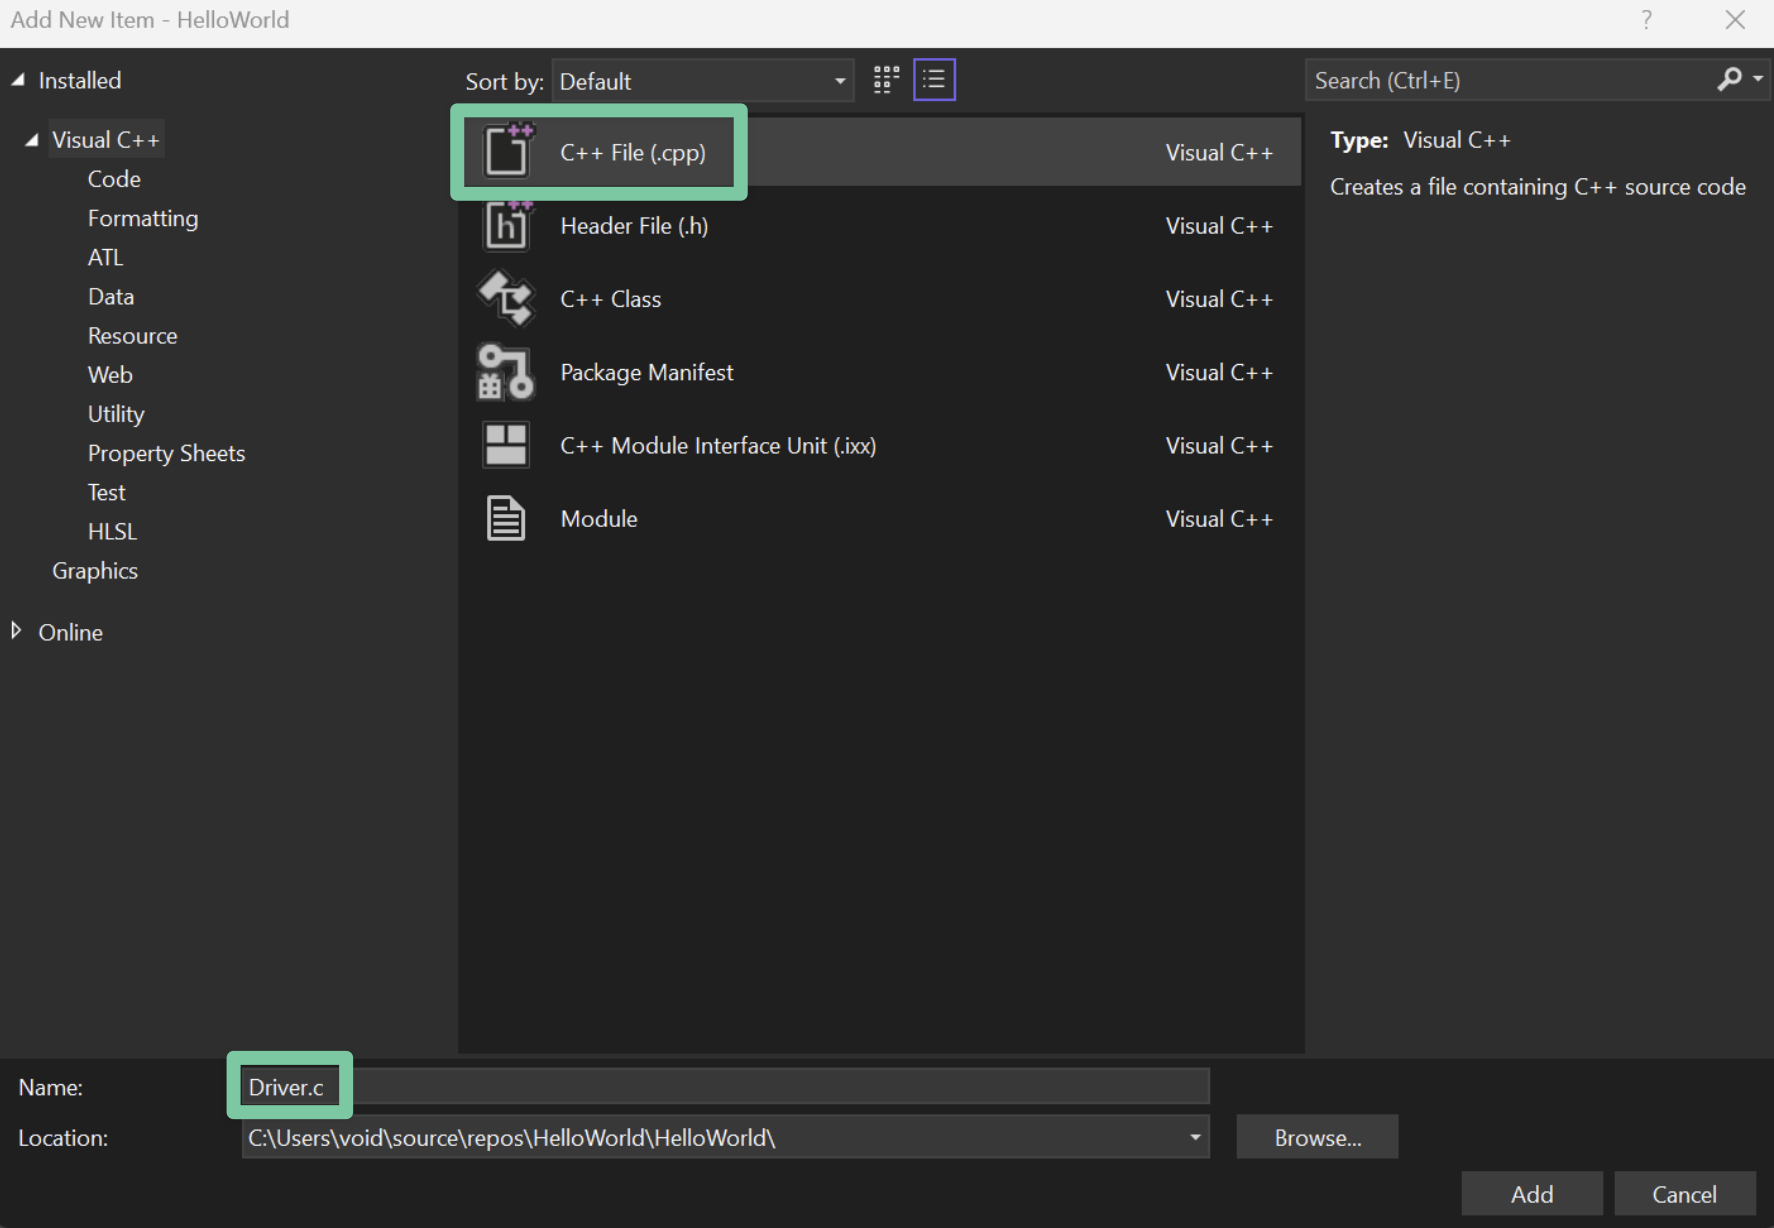 Add New Item - HelloWorld
?
Installed
Sort by: Default
Search (Ctrl+E)
Visual C++
Code
Formatting
ATL
Data
Resource
Web
Utility
Property Sheets
Test
HLSL
Graphics
Online
C++ File (.cpp) Visual C++
Header File (.h) Visual C++
C++ Class Visual C++
Package Manifest Visual C++
C++ Module Interface Unit (.ixx) Visual C++
Module Visual C++
Type: Visual C++
Creates a file containing C++ source code
Name: Driver.c
Location: C:\Users\void\source\repos\HelloWorld\HelloWorld\
Browse...
Add Cancel